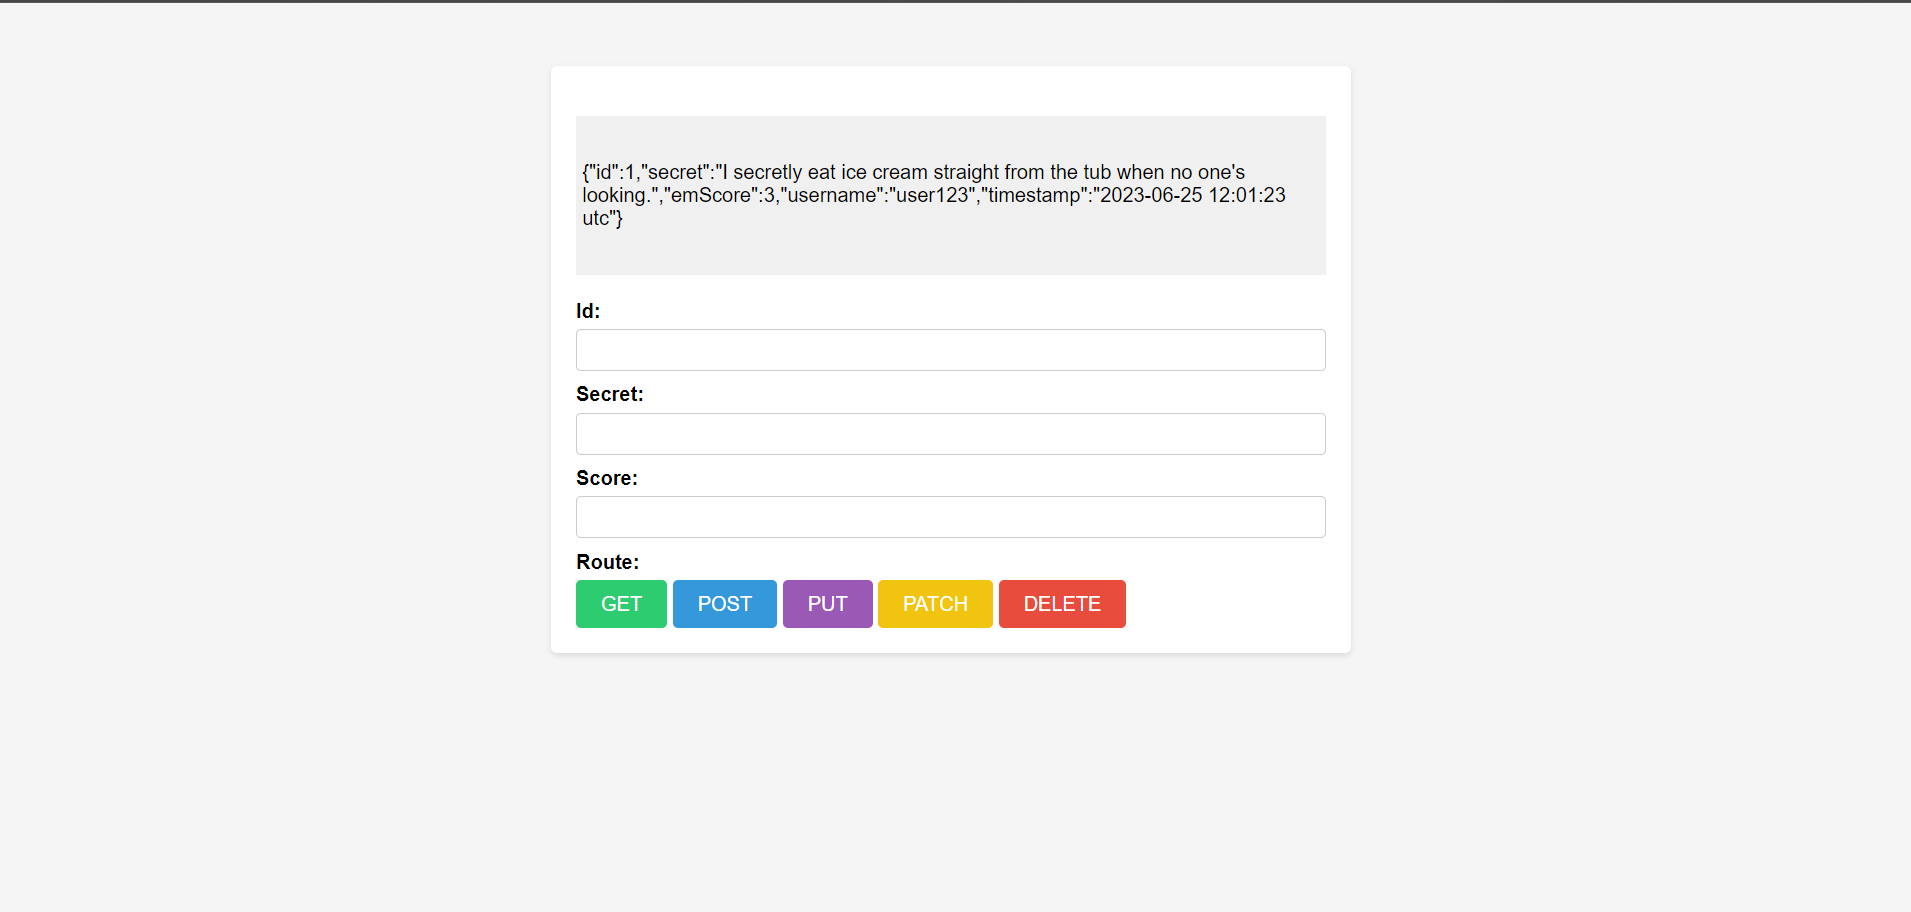 {"id":1,"secret":"I secretly eat ice cream straight from the tub when no one's
looking.","emScore":3,"username":"user123","timestamp":"2023-06-25 12:01:23
utc"}
Id:
Secret:
Score:
Route:
GET POST PUT PATCH DELETE